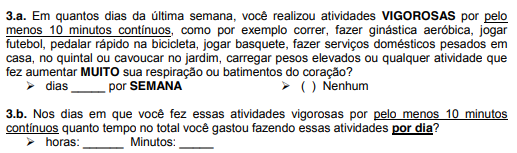 3.a. Em quantos dias da última semana, você realizou atividades VIGOROSAS por pelo
menos 10 minutos contínuos, como por exemplo correr, fazer ginástica aeróbica, jogar
futebol, pedalar rápido na bicicleta, jogar basquete, fazer serviços domésticos pesados em
casa, no quintal ou cavoucar no jardim, carregar pesos elevados ou qualquer atividade que
fez aumentar MUITO sua respiração ou batimentos do coração?
➢ dias _____ por SEMANA ➢ ( ) Nenhum
3.b. Nos dias em que você fez essas atividades vigorosas por pelo menos 10 minutos
contínuos quanto tempo no total você gastou fazendo essas atividades por dia?
➢ horas: ______ Minutos: _____